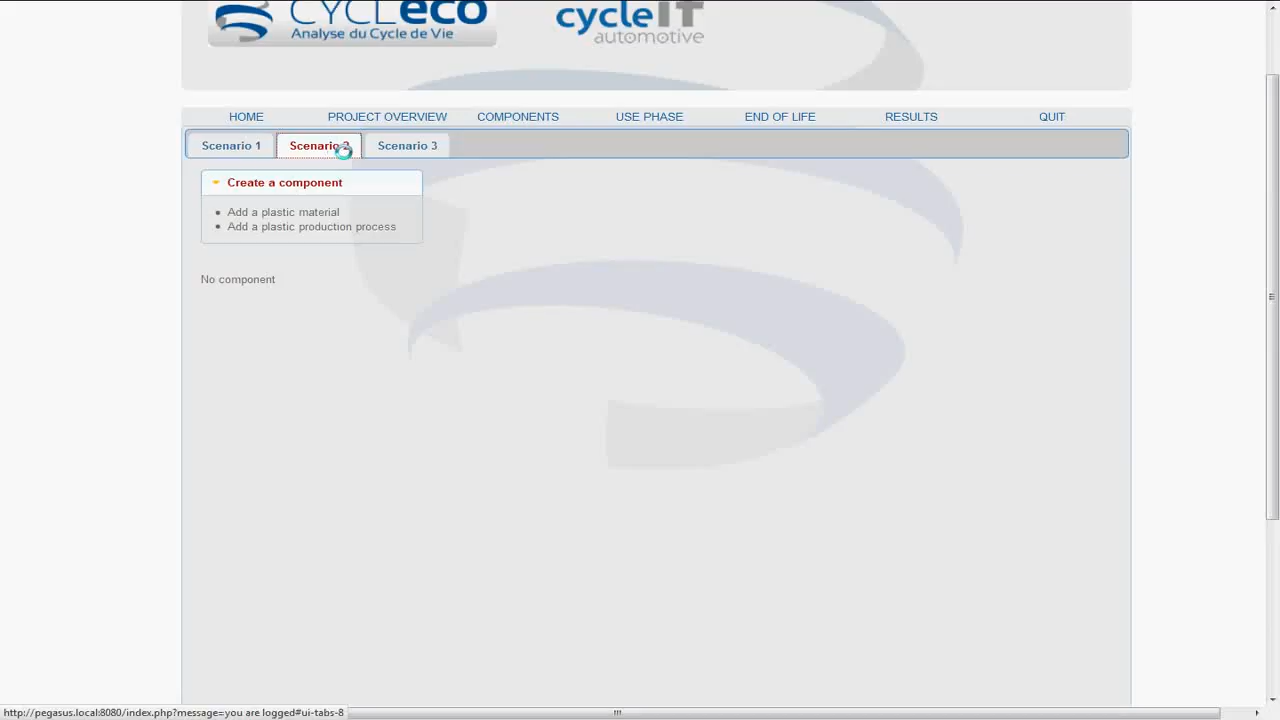 CYCLeco
Analyse du Cycle de Vie
cycleIT
automotive
HOME PROJECT OVERVIEW COMPONENTS USE PHASE END OF LIFE RESULTS QUIT
Scenario 1 Scenario 2 Scenario 3
Create a component
Add a plastic material
Add a plastic production process
No component
http://pegasus.local:8080/index.php?message=you are logged#ui-tabs-8